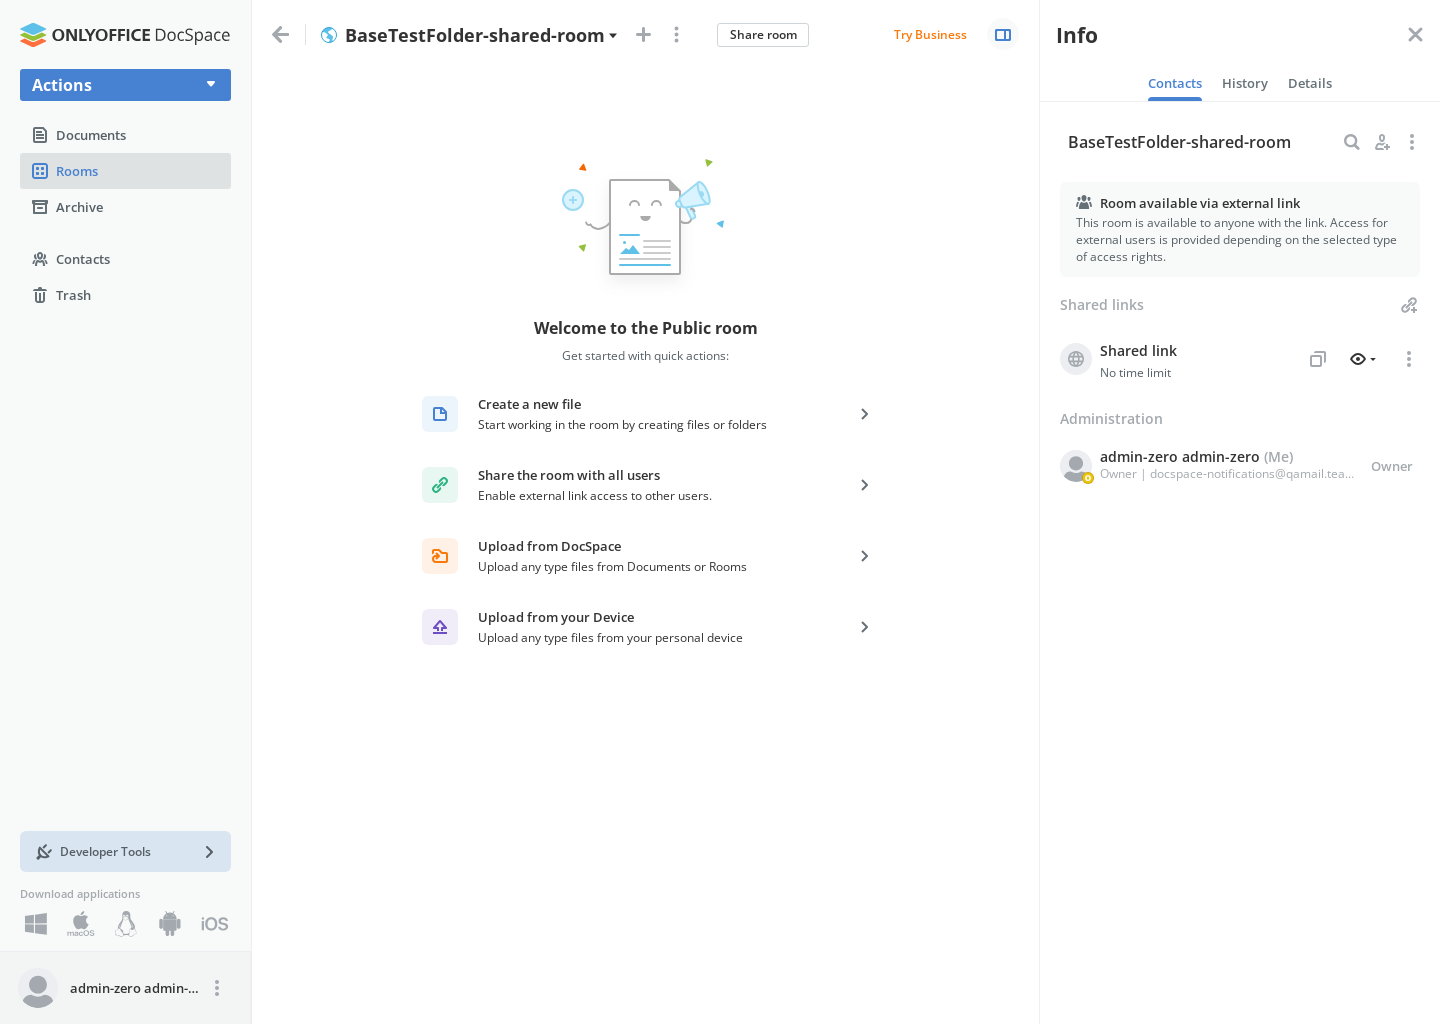 ONLYOFFICE DocSpace
Actions
Documents
Rooms
Archive
Contacts
Trash
Developer Tools
Download applications
macOS
iOS
admin-zero admin-...
BaseTestFolder-shared-room
Share room
Try Business
Welcome to the Public room
Get started with quick actions:
Create a new file
Start working in the room by creating files or folders
Share the room with all users
Enable external link access to other users.
Upload from DocSpace
Upload any type files from Documents or Rooms
Upload from your Device
Upload any type files from your personal device
Info
Contacts History Details
BaseTestFolder-shared-room
Room available via external link
This room is available to anyone with the link. Access for
external users is provided depending on the selected type
of access rights.
Shared links
Shared link
No time limit
Administration
admin-zero admin-zero (Me)
Owner | docspace-notifications@qamail.tea...
Owner